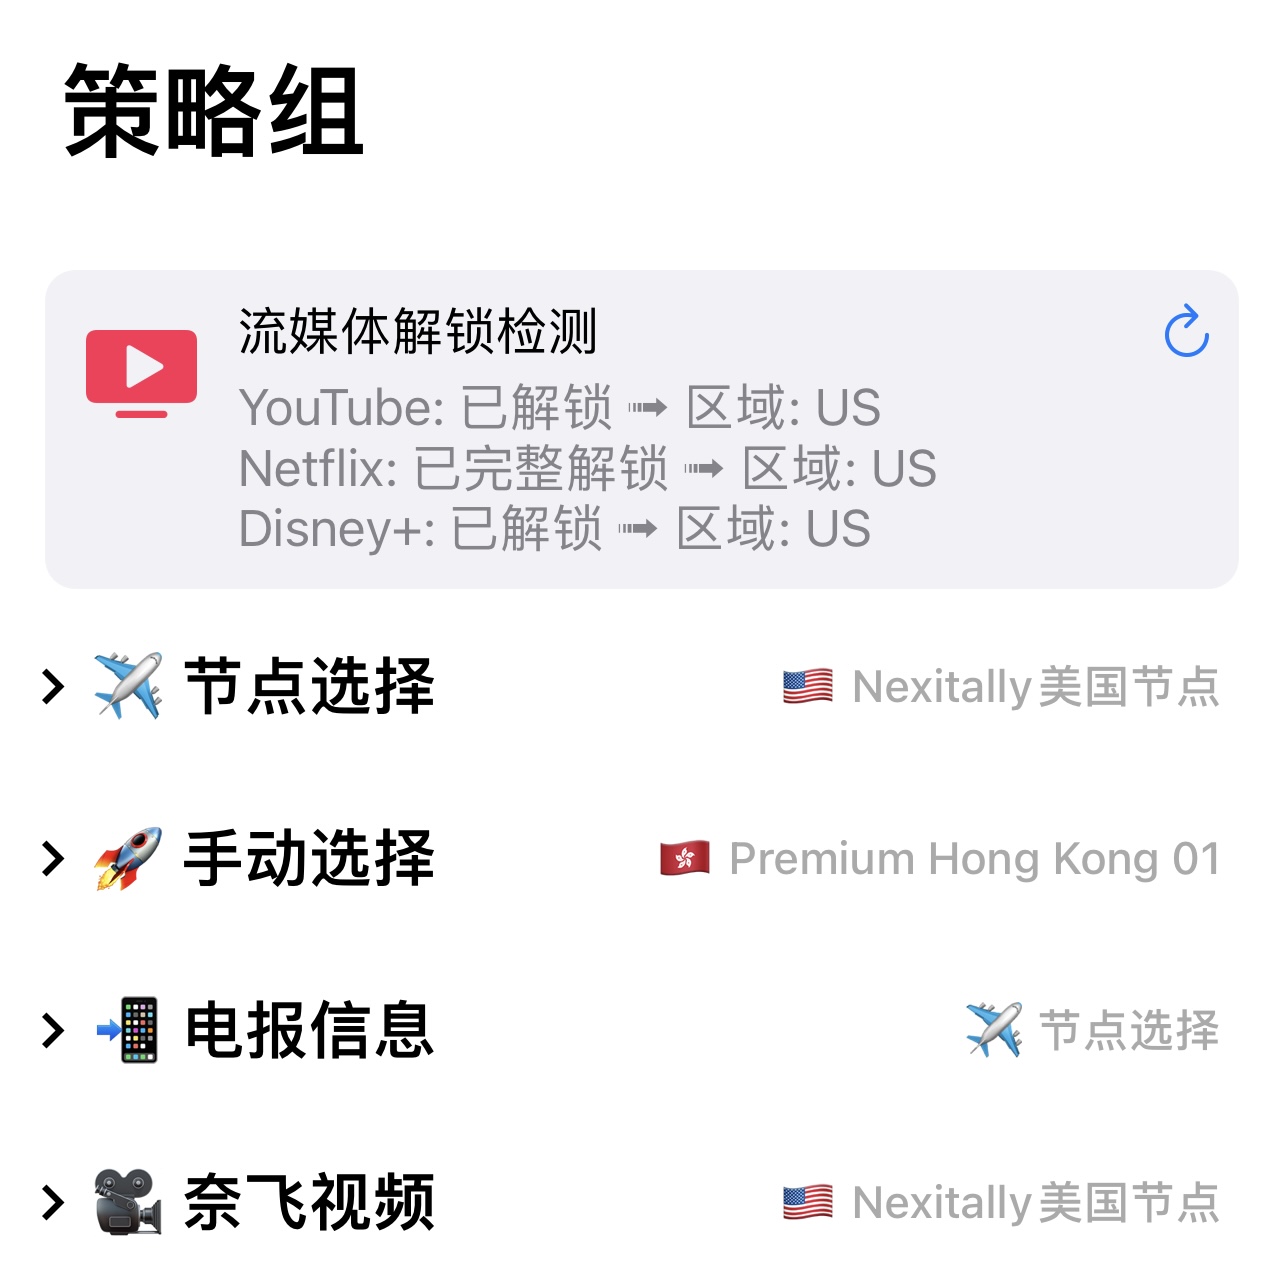 策略组
流媒体解锁检测
YouTube: 已解锁 ➟ 区域: US
Netflix: 已完整解锁 ➟ 区域: US
Disney+: 已解锁 ➟ 区域: US
✈️ 节点选择 🇺🇸 Nexitally美国节点
🚀 手动选择 🇭🇰 Premium Hong Kong 01
📲 电报信息 ✈️ 节点选择
🎥 奈飞视频 🇺🇸 Nexitally美国节点